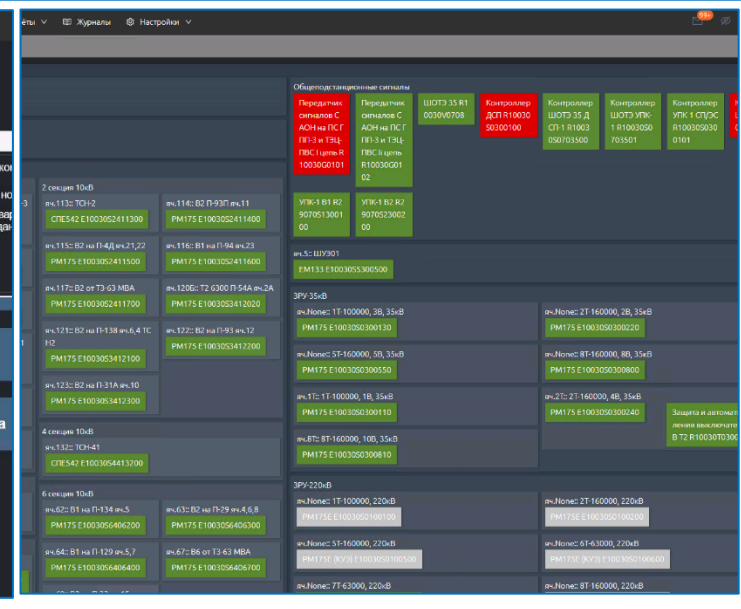 ёты
Журналы
Настройки
99+
Общеподстанционные сигналы
Передатчик
сигналов С
АОН на ПС Г
ПП-3 и ТЭЦ-
ПВС I цепь R
10030G0101
Передатчик
сигналов С
АОН на ПС Г
ПП-3 и ТЭЦ-
ПВС II цепь
R10030G01
02
ШОТЭ 35 R1
0030V0708
Контроллер
ДСП R10030
S0300100
Контроллер
ШОТЭ 35 Д
СП-1 R1003
0S0703500
Контроллер
ШОТЭ УПК-
1 R10030S0
703501
Контроллер
УПК 1 СП/ЭС
R10030S030
0101
УПК-1 В1 R2
9070S13001
00
УПК-1 В2 R2
9070S23002
00
яч.5:: ШУЭ01
EM133 E10030S5300500
2 секция 10кВ
яч.113:: ТСН-2
СПЕ542 E10030S2411300
яч.114:: В2 П-93П яч.11
PM175 E10030S2411400
яч.115:: В2 на П-4Д яч.21,22
PM175 E10030S2411500
яч.116:: В1 на П-94 яч.23
PM175 E10030S2411600
яч.117:: В2 от Т3-63 МВА
PM175 E10030S2411700
яч.120Б:: Т2 6300 П-54А яч.2А
PM175 E10030S3412020
яч.121:: В2 на П-138 яч.6,4 ТС
Н2
PM175 E10030S3412100
яч.122:: В2 на П-93 яч.12
PM175 E10030S3412200
яч.123:: В2 на П-31А яч.10
PM175 E10030S3412300
4 секция 10кВ
яч.132:: ТСН-41
СПЕ542 E10030S4413200
6 секция 10кВ
яч.62:: В1 на П-134 яч.5
PM175 E10030S6406200
яч.63:: В2 на П-29 яч.4,6,8
PM175 E10030S6406300
яч.64:: В1 на П-129 яч.5,7
PM175 E10030S6406400
яч.67:: В6 от Т3-63 МВА
PM175 E10030S6406700
ЗРУ-35кВ
яч.None:: 1Т-100000, 3В, 35кВ
PM175 E10030S0300130
яч.None:: 2Т-160000, 2В, 35кВ
PM175 E10030S0300220
яч.None:: 5Т-160000, 5В, 35кВ
PM175 E10030S0300550
яч.None:: 8Т-160000, 8В, 35кВ
PM175 E10030S0300800
яч.1Т:: 1Т-100000, 1В, 35кВ
PM175 E10030S0300110
яч.2Т:: 2Т-160000, 4В, 35кВ
PM175 E10030S0300240
Защита и автомат
ления выключате
В Т2 R10030T0300
яч.8Т:: 8Т-160000, 10В, 35кВ
PM175 E10030S0300810
ЗРУ-220кВ
яч.None:: 1Т-100000, 220кВ
PM175E E10030S0100100
яч.None:: 2Т-160000, 220кВ
PM175E E10030S0100200
яч.None:: 5Т-160000, 220кВ
PM175E (КУЭ) E10030S0100500
яч.None:: 6Т-63000, 220кВ
PM175E (КУЭ) E10030S0100600
яч.None:: 7Т-63000, 220кВ
яч.None:: 8Т-160000, 220кВ